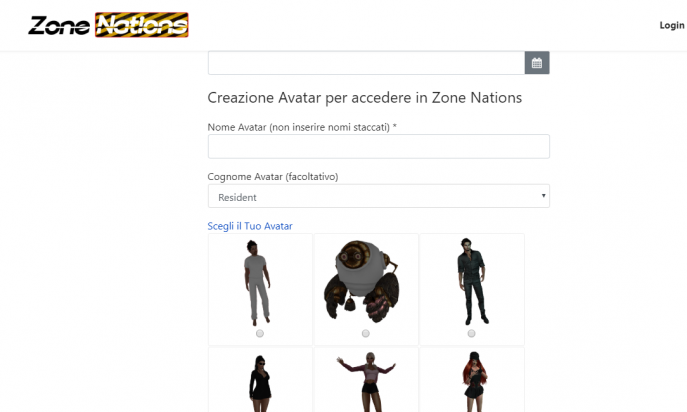 Zone Nations
Login
Creazione Avatar per accedere in Zone Nations
Nome Avatar (non inserire nomi staccati) *
Cognome Avatar (facoltativo)
Resident
Scegli il Tuo Avatar